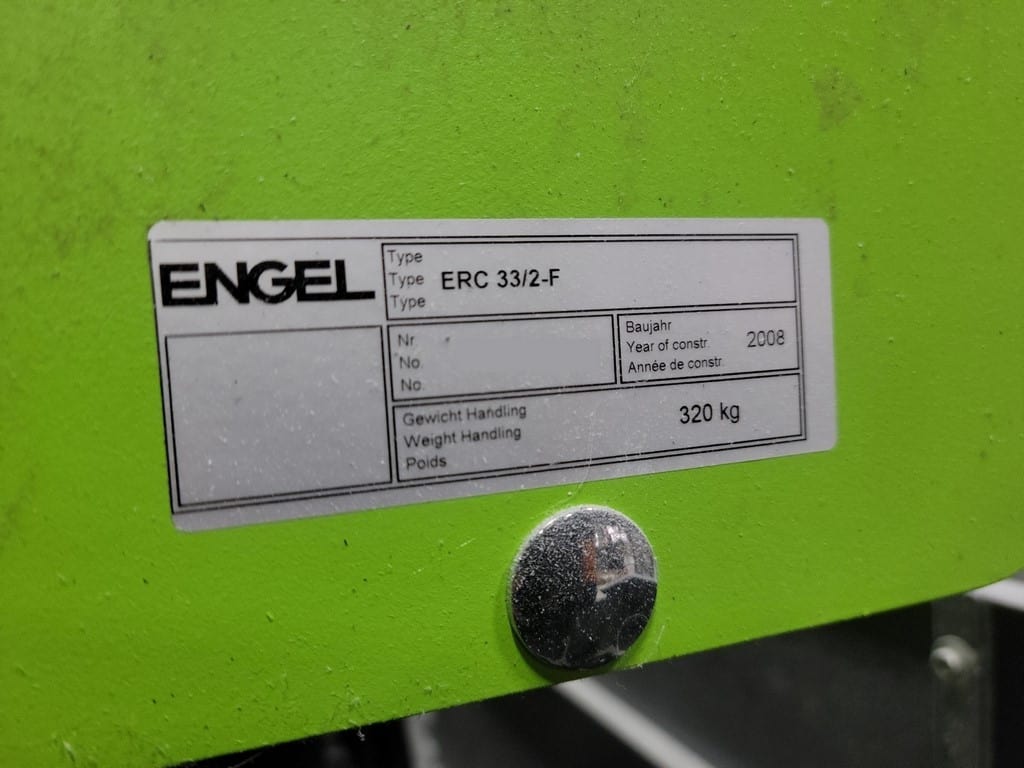 ENGEL
Type
Type ERC 33/2-F
Type
Nr.
No.
No.
Baujahr
Year of constr. 2008
Année de constr.
Gewicht Handling
Weight Handling 320 kg
Poids